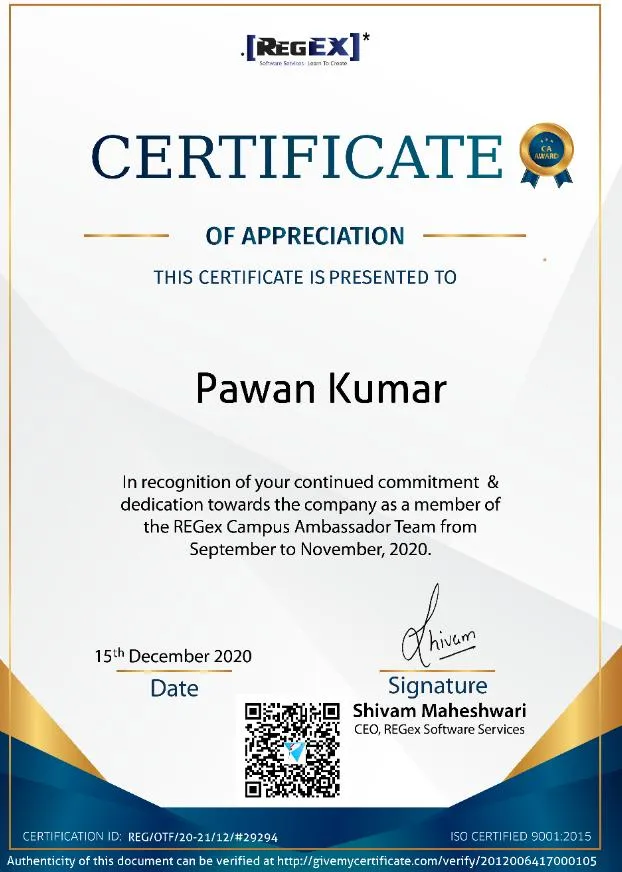 .[REGEX]*
Software Services Learn To Create
CERTIFICATE
CA
AWARD
OF APPRECIATION
THIS CERTIFICATE IS PRESENTED TO
Pawan Kumar
In recognition of your continued commitment &
dedication towards the company as a member of
the REGex Campus Ambassador Team from
September to November, 2020.
Shivam
15th December 2020
Date
Signature
Shivam Maheshwari
CEO, REGex Software Services
CERTIFICATION ID: REG/OTF/20-21/12/#29294
ISO CERTIFIED 9001:2015
Authenticity of this document can be verified at http://givemycertificate.com/verify/2012006417000105